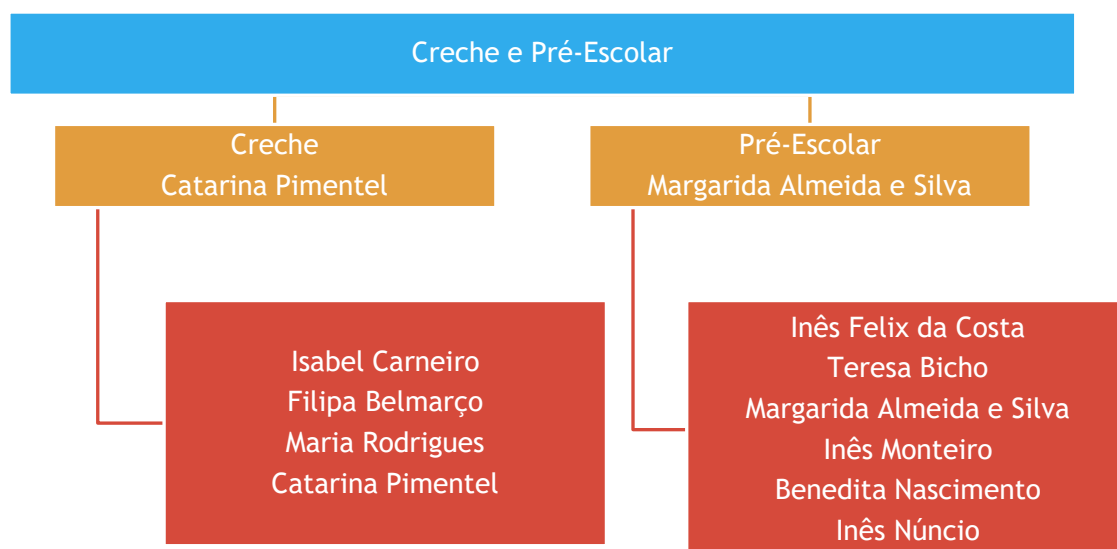 Creche e Pré-Escolar
Creche
Catarina Pimentel
Pré-Escolar
Margarida Almeida e Silva
Isabel Carneiro
Filipa Belmarço
Maria Rodrigues
Catarina Pimentel
Inês Felix da Costa
Teresa Bicho
Margarida Almeida e Silva
Inês Monteiro
Benedita Nascimento
Inês Núncio